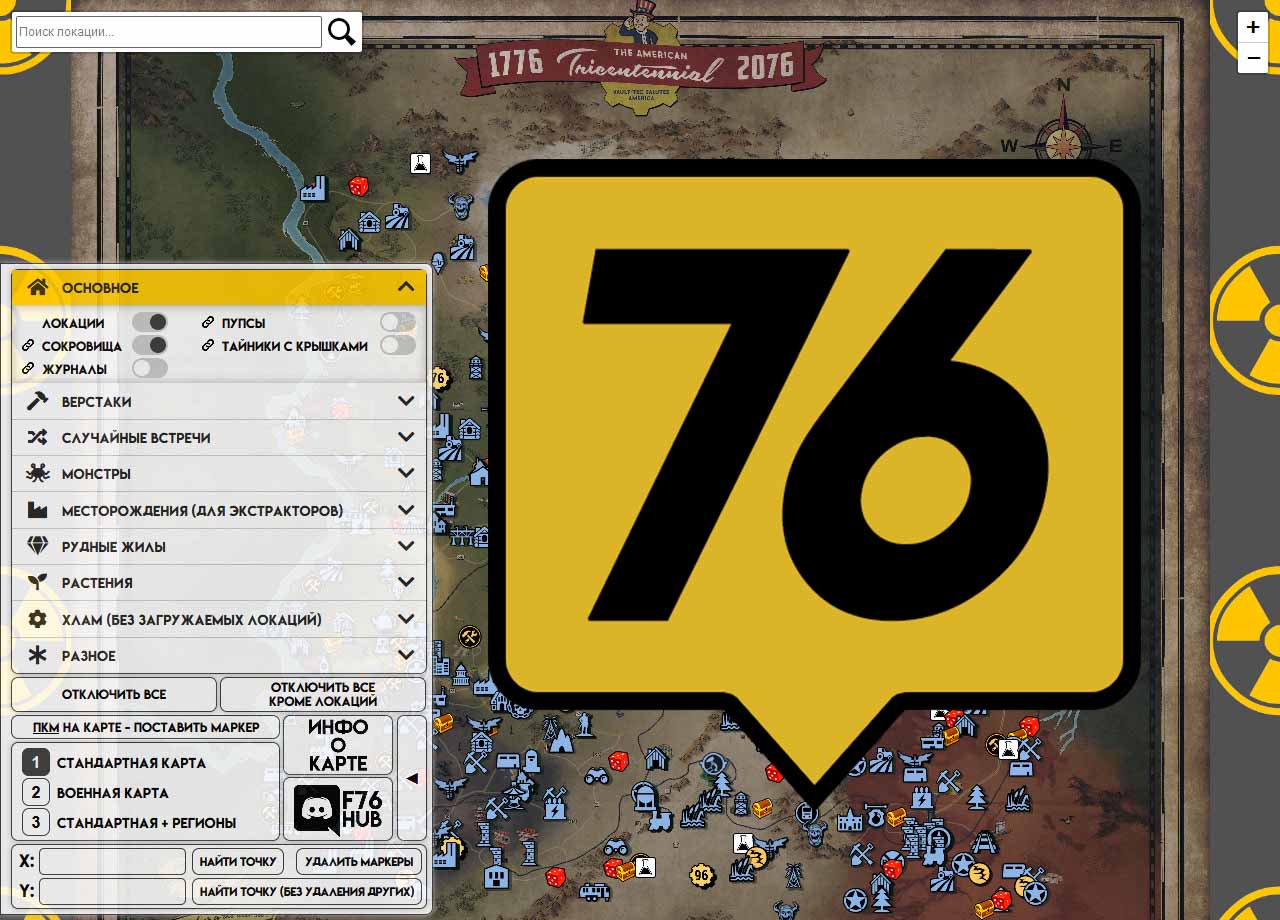 Поиск локации...
+
−
1776
THE AMERICAN
Tricentennial
2076
VAULT-TEC SALUTES
AMERICA
N
W
E
76
ОСНОВНОЕ
ЛОКАЦИИ
ПУПСЫ
СОКРОВИЩА
ТАЙНИКИ С КРЫШКАМИ
ЖУРНАЛЫ
76
ВЕРСТАКИ
СЛУЧАЙНЫЕ ВСТРЕЧИ
МОНСТРЫ
МЕСТОРОЖДЕНИЯ (ДЛЯ ЭКСТРАКТОРОВ)
РУДНЫЕ ЖИЛЫ
РАСТЕНИЯ
ХЛАМ (БЕЗ ЗАГРУЖАЕМЫХ ЛОКАЦИЙ)
РАЗНОЕ
ОТКЛЮЧИТЬ ВСЕ
ОТКЛЮЧИТЬ ВСЕ
КРОМЕ ЛОКАЦИЙ
ПКМ НА КАРТЕ - ПОСТАВИТЬ МАРКЕР
ИНФО
О
КАРТЕ
1 СТАНДАРТНАЯ КАРТА
2 ВОЕННАЯ КАРТА
3 СТАНДАРТНАЯ + РЕГИОНЫ
F76
HUB
X:
НАЙТИ ТОЧКУ
УДАЛИТЬ МАРКЕРЫ
Y:
НАЙТИ ТОЧКУ (БЕЗ УДАЛЕНИЯ ДРУГИХ)
96